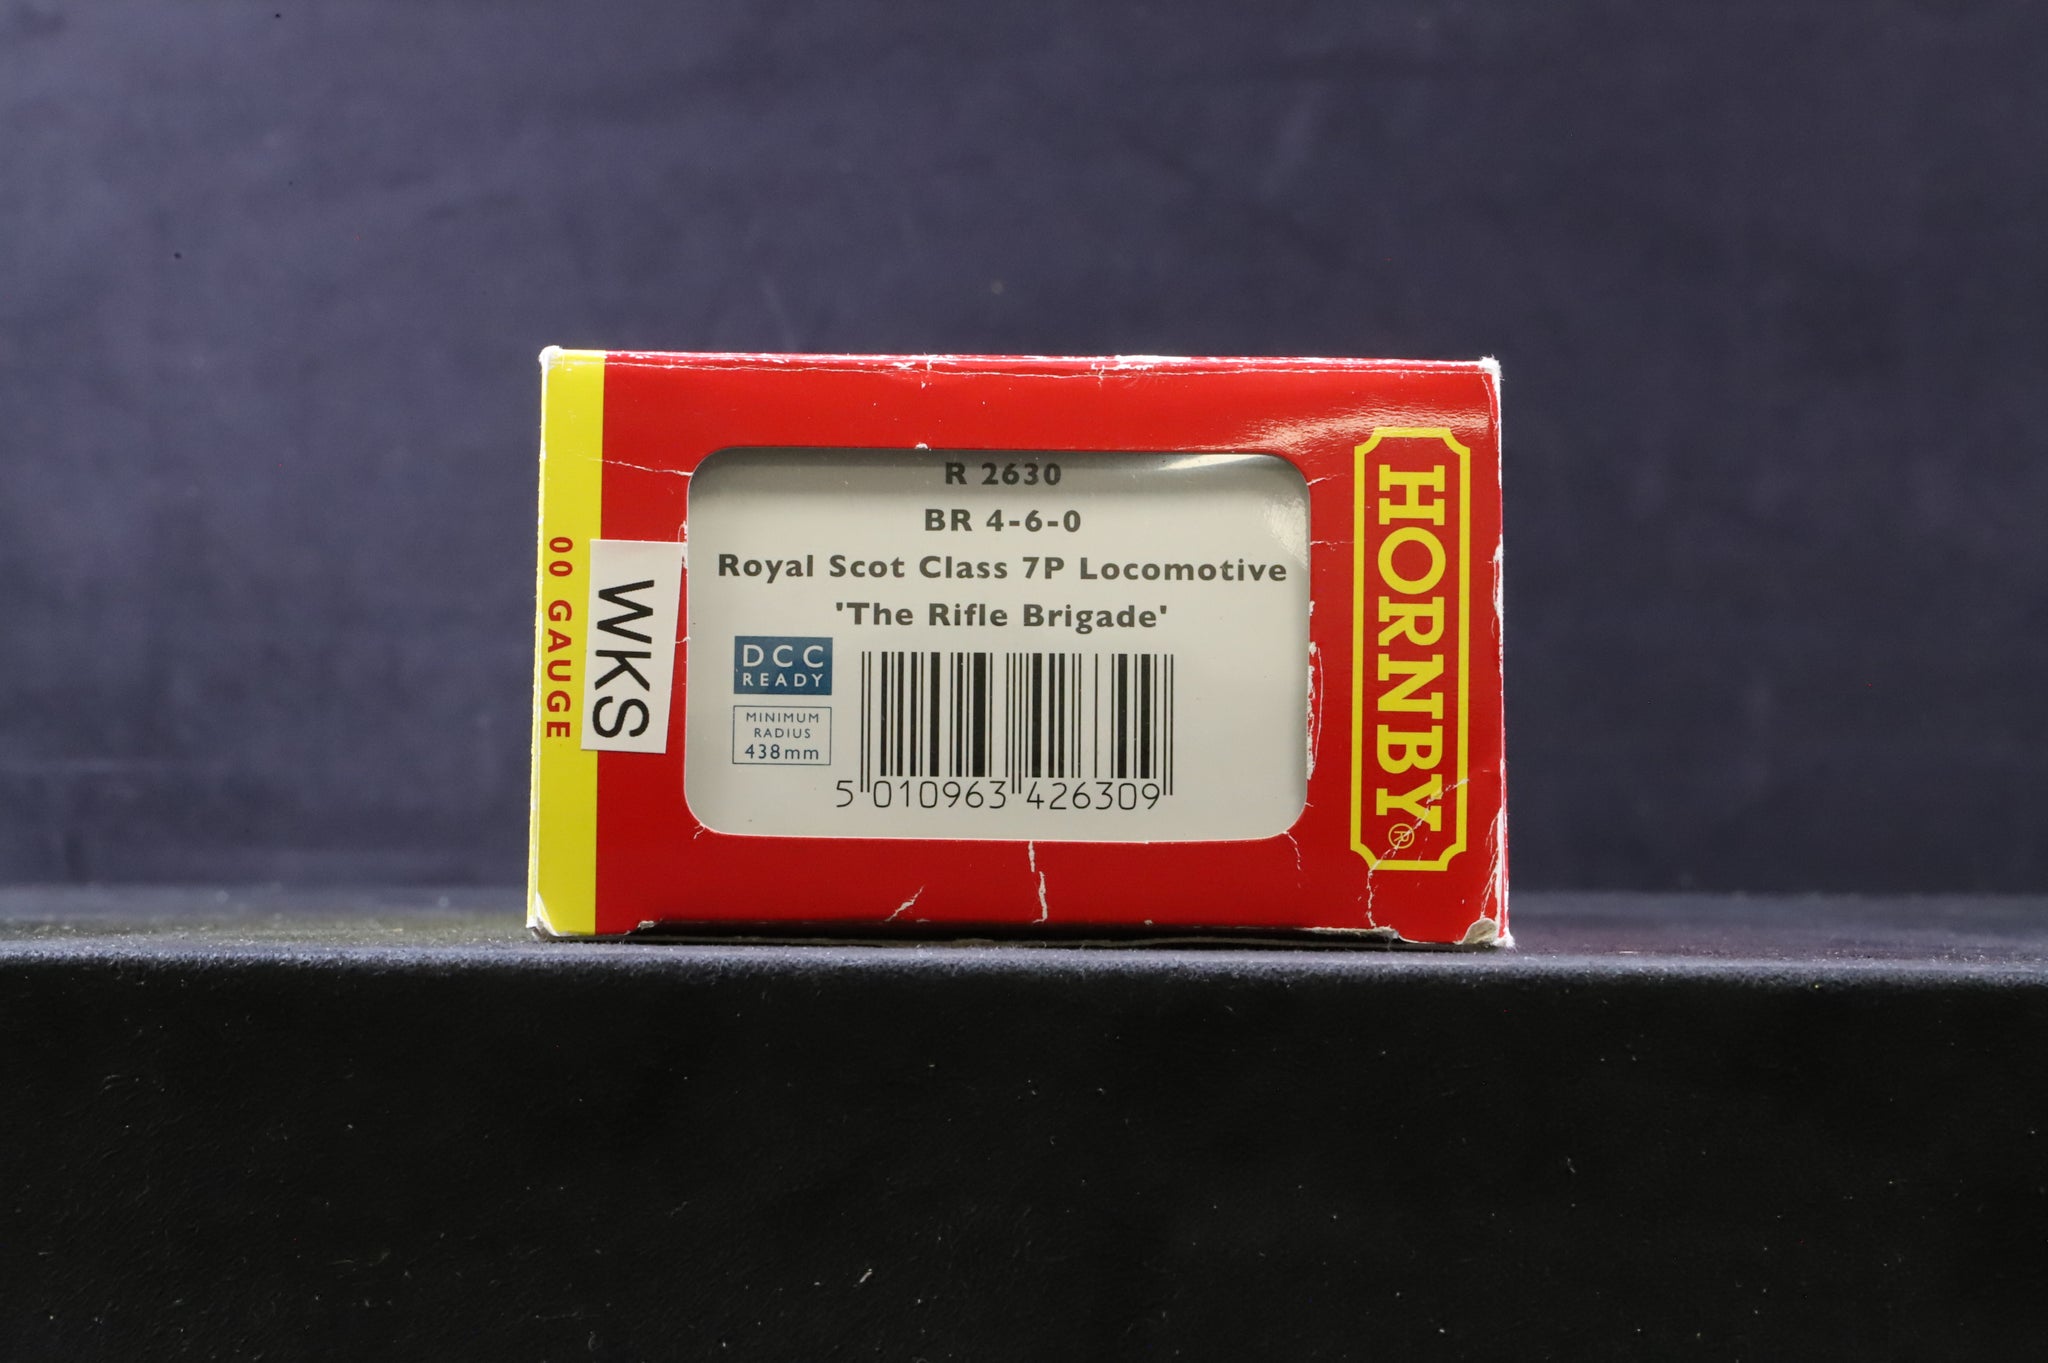 00 GAUGE
WKS
R 2630
BR 4-6-0
Royal Scot Class 7P Locomotive
'The Rifle Brigade'
DCC
READY
MINIMUM
RADIUS
438mm
5 010963 426309
HORNBY®